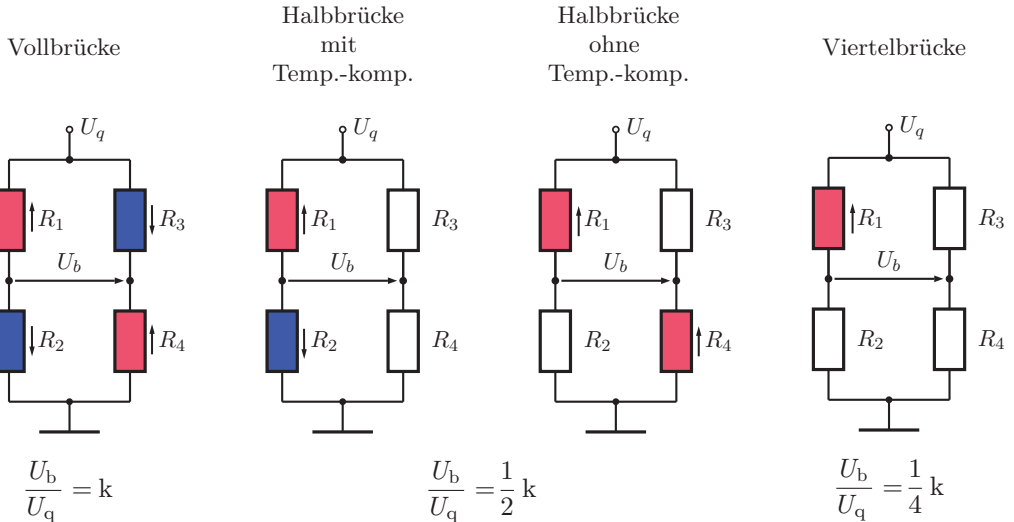 Vollbrücke
Halbbrücke
mit
Temp.-komp.
Halbbrücke
ohne
Temp.-komp.
Viertelbrücke
U_q
R_1
R_3
U_b
R_2
R_4
U_q
R_1
R_3
U_b
R_2
R_4
U_q
R_1
R_3
U_b
R_2
R_4
U_q
R_1
R_3
U_b
R_2
R_4
U_b/U_q = k
U_b/U_q = 1/2 k
U_b/U_q = 1/4 k